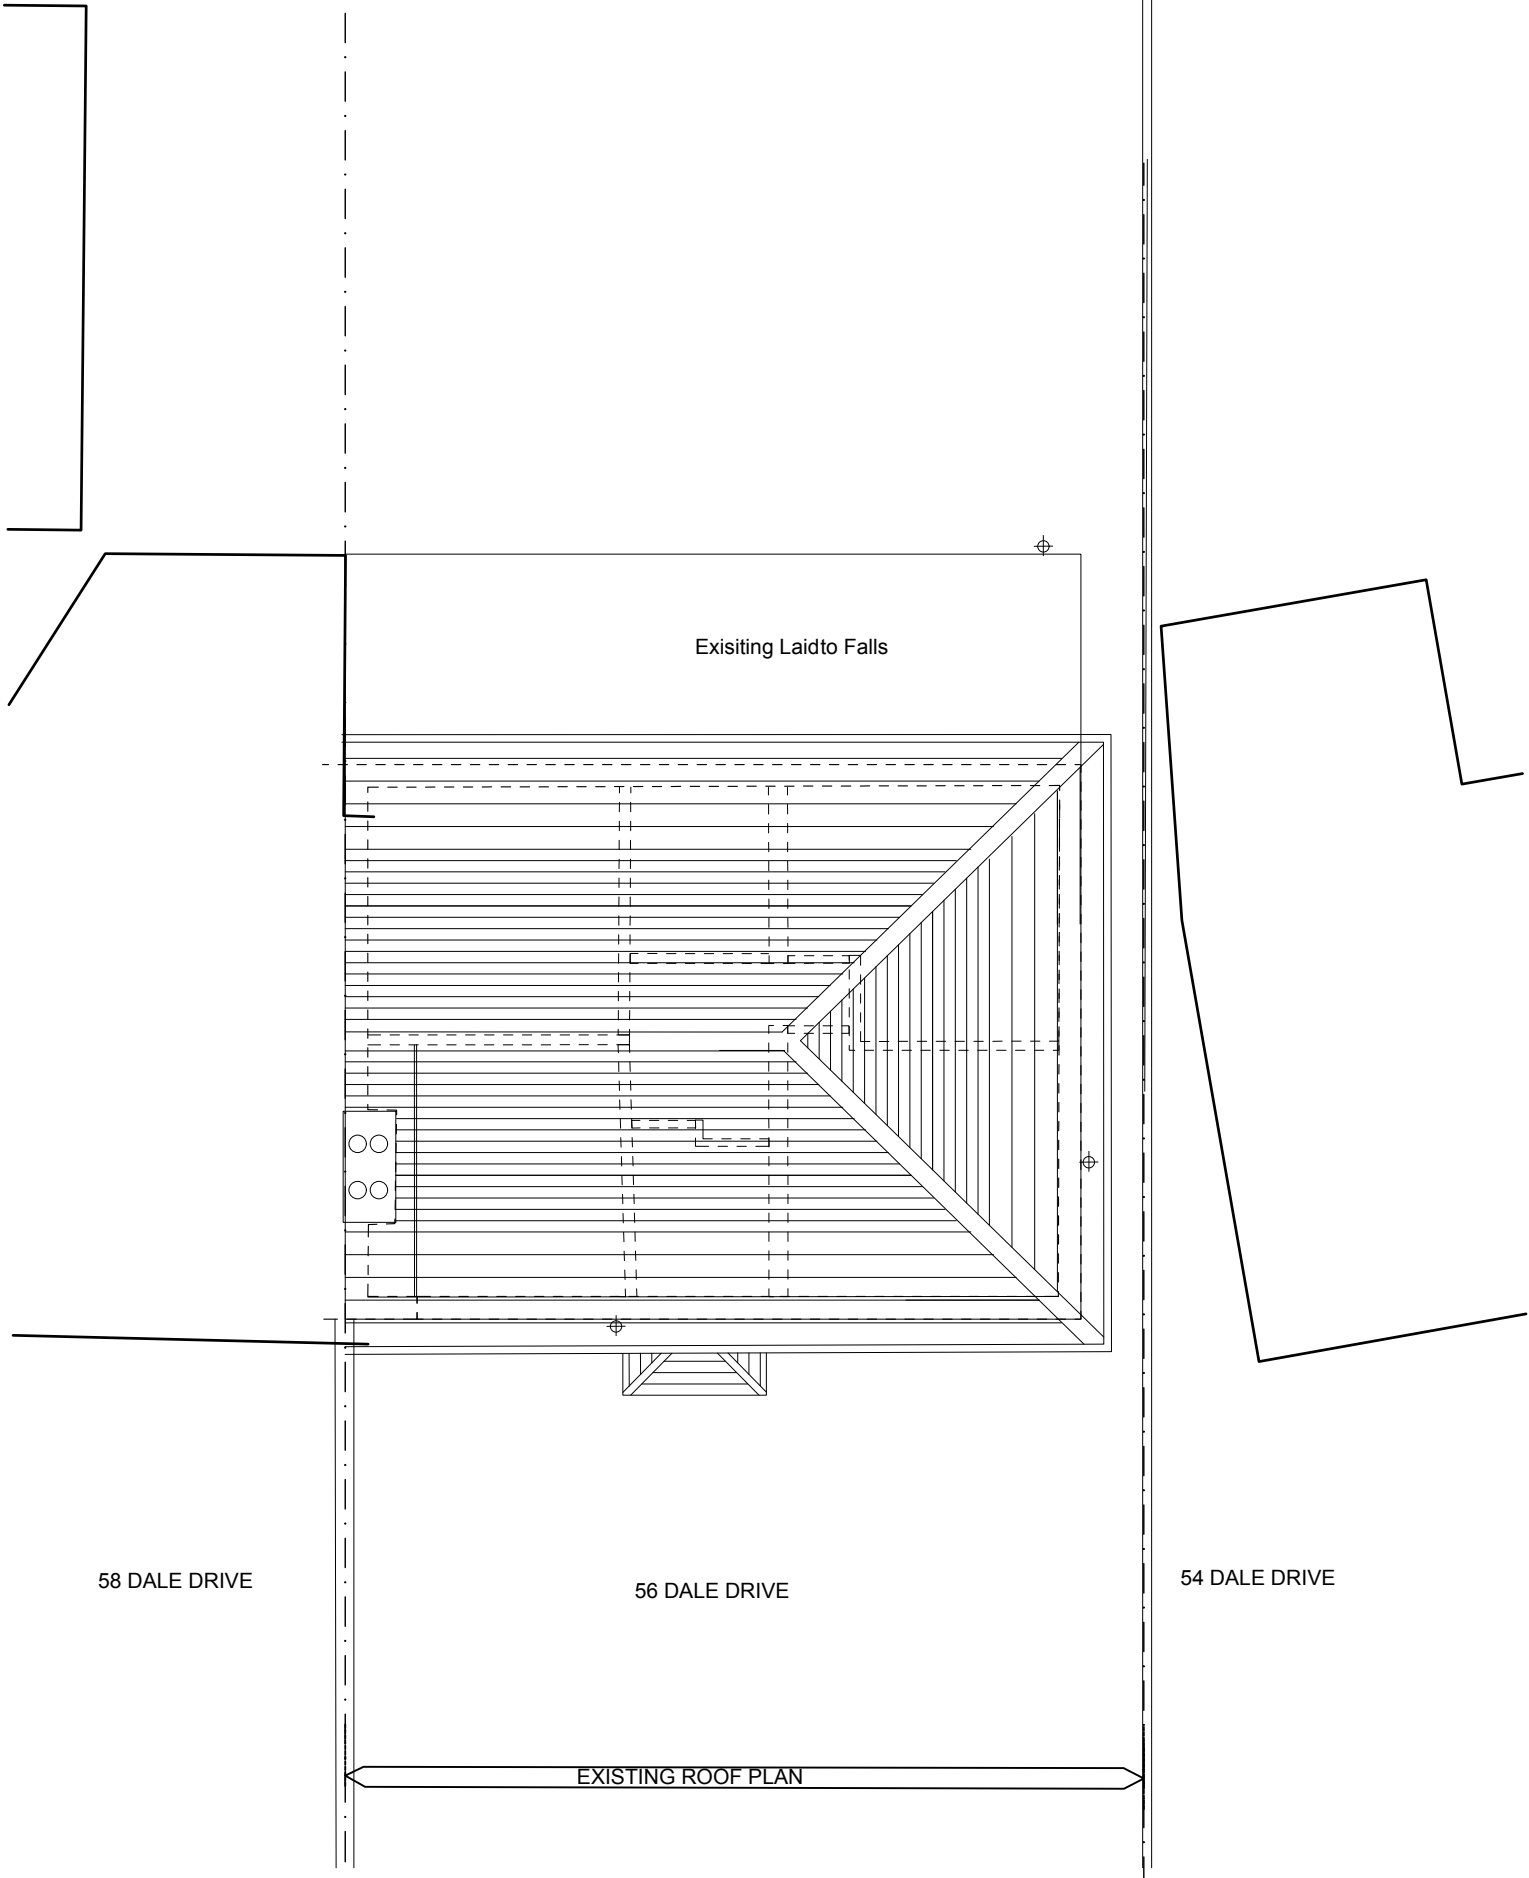 Exisiting Laidto Falls
58 DALE DRIVE
56 DALE DRIVE
54 DALE DRIVE
EXISTING ROOF PLAN